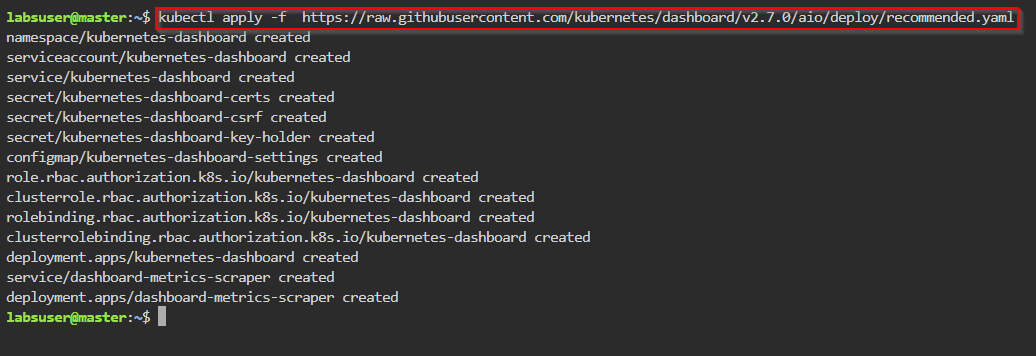 labsuser@master:~$ kubectl apply -f  https://raw.githubusercontent.com/kubernetes/dashboard/v2.7.0/aio/deploy/recommended.yaml
namespace/kubernetes-dashboard created
serviceaccount/kubernetes-dashboard created
service/kubernetes-dashboard created
secret/kubernetes-dashboard-certs created
secret/kubernetes-dashboard-csrf created
secret/kubernetes-dashboard-key-holder created
configmap/kubernetes-dashboard-settings created
role.rbac.authorization.k8s.io/kubernetes-dashboard created
clusterrole.rbac.authorization.k8s.io/kubernetes-dashboard created
rolebinding.rbac.authorization.k8s.io/kubernetes-dashboard created
clusterrolebinding.rbac.authorization.k8s.io/kubernetes-dashboard created
deployment.apps/kubernetes-dashboard created
service/dashboard-metrics-scraper created
deployment.apps/dashboard-metrics-scraper created
labsuser@master:~$